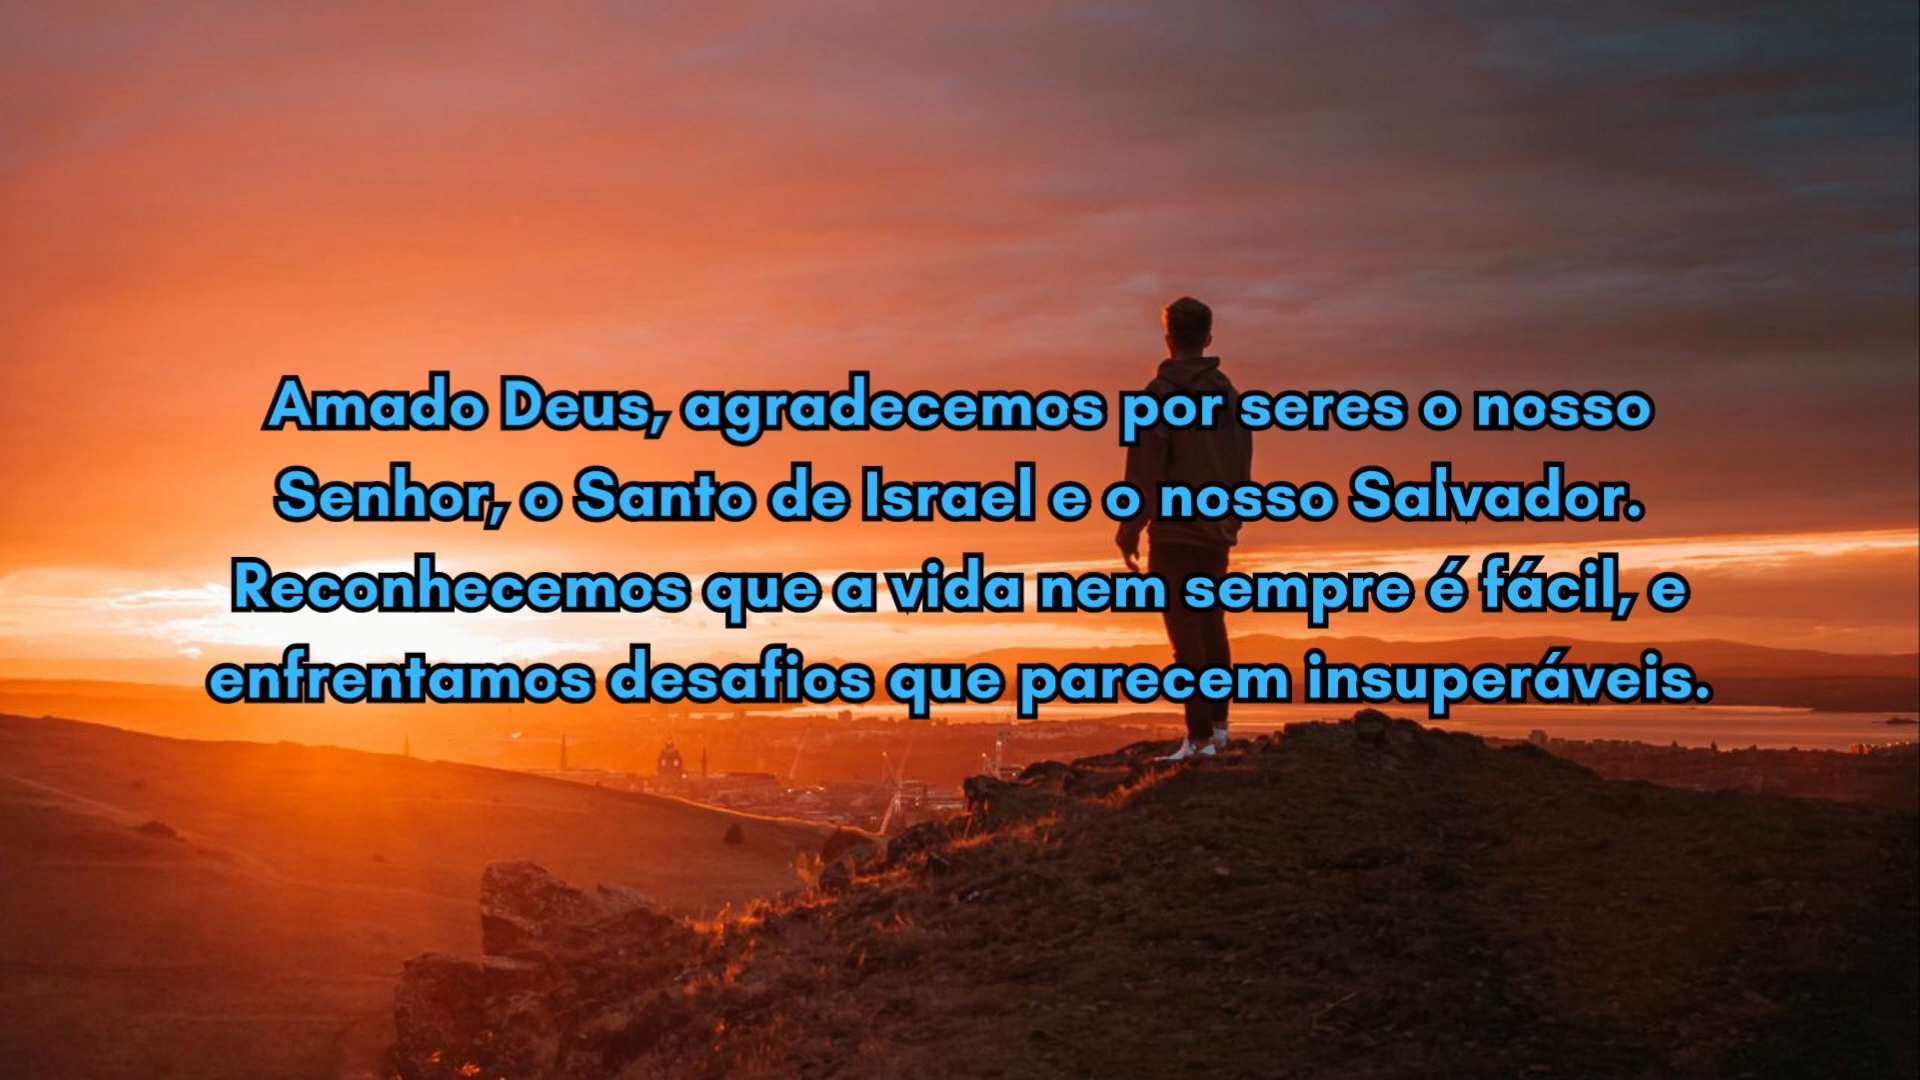 Amado Deus, agradecemos por seres o nosso
Senhor, o Santo de Israel e o nosso Salvador.
Reconhecemos que a vida nem sempre é fácil, e
enfrentamos desafios que parecem insuperáveis.